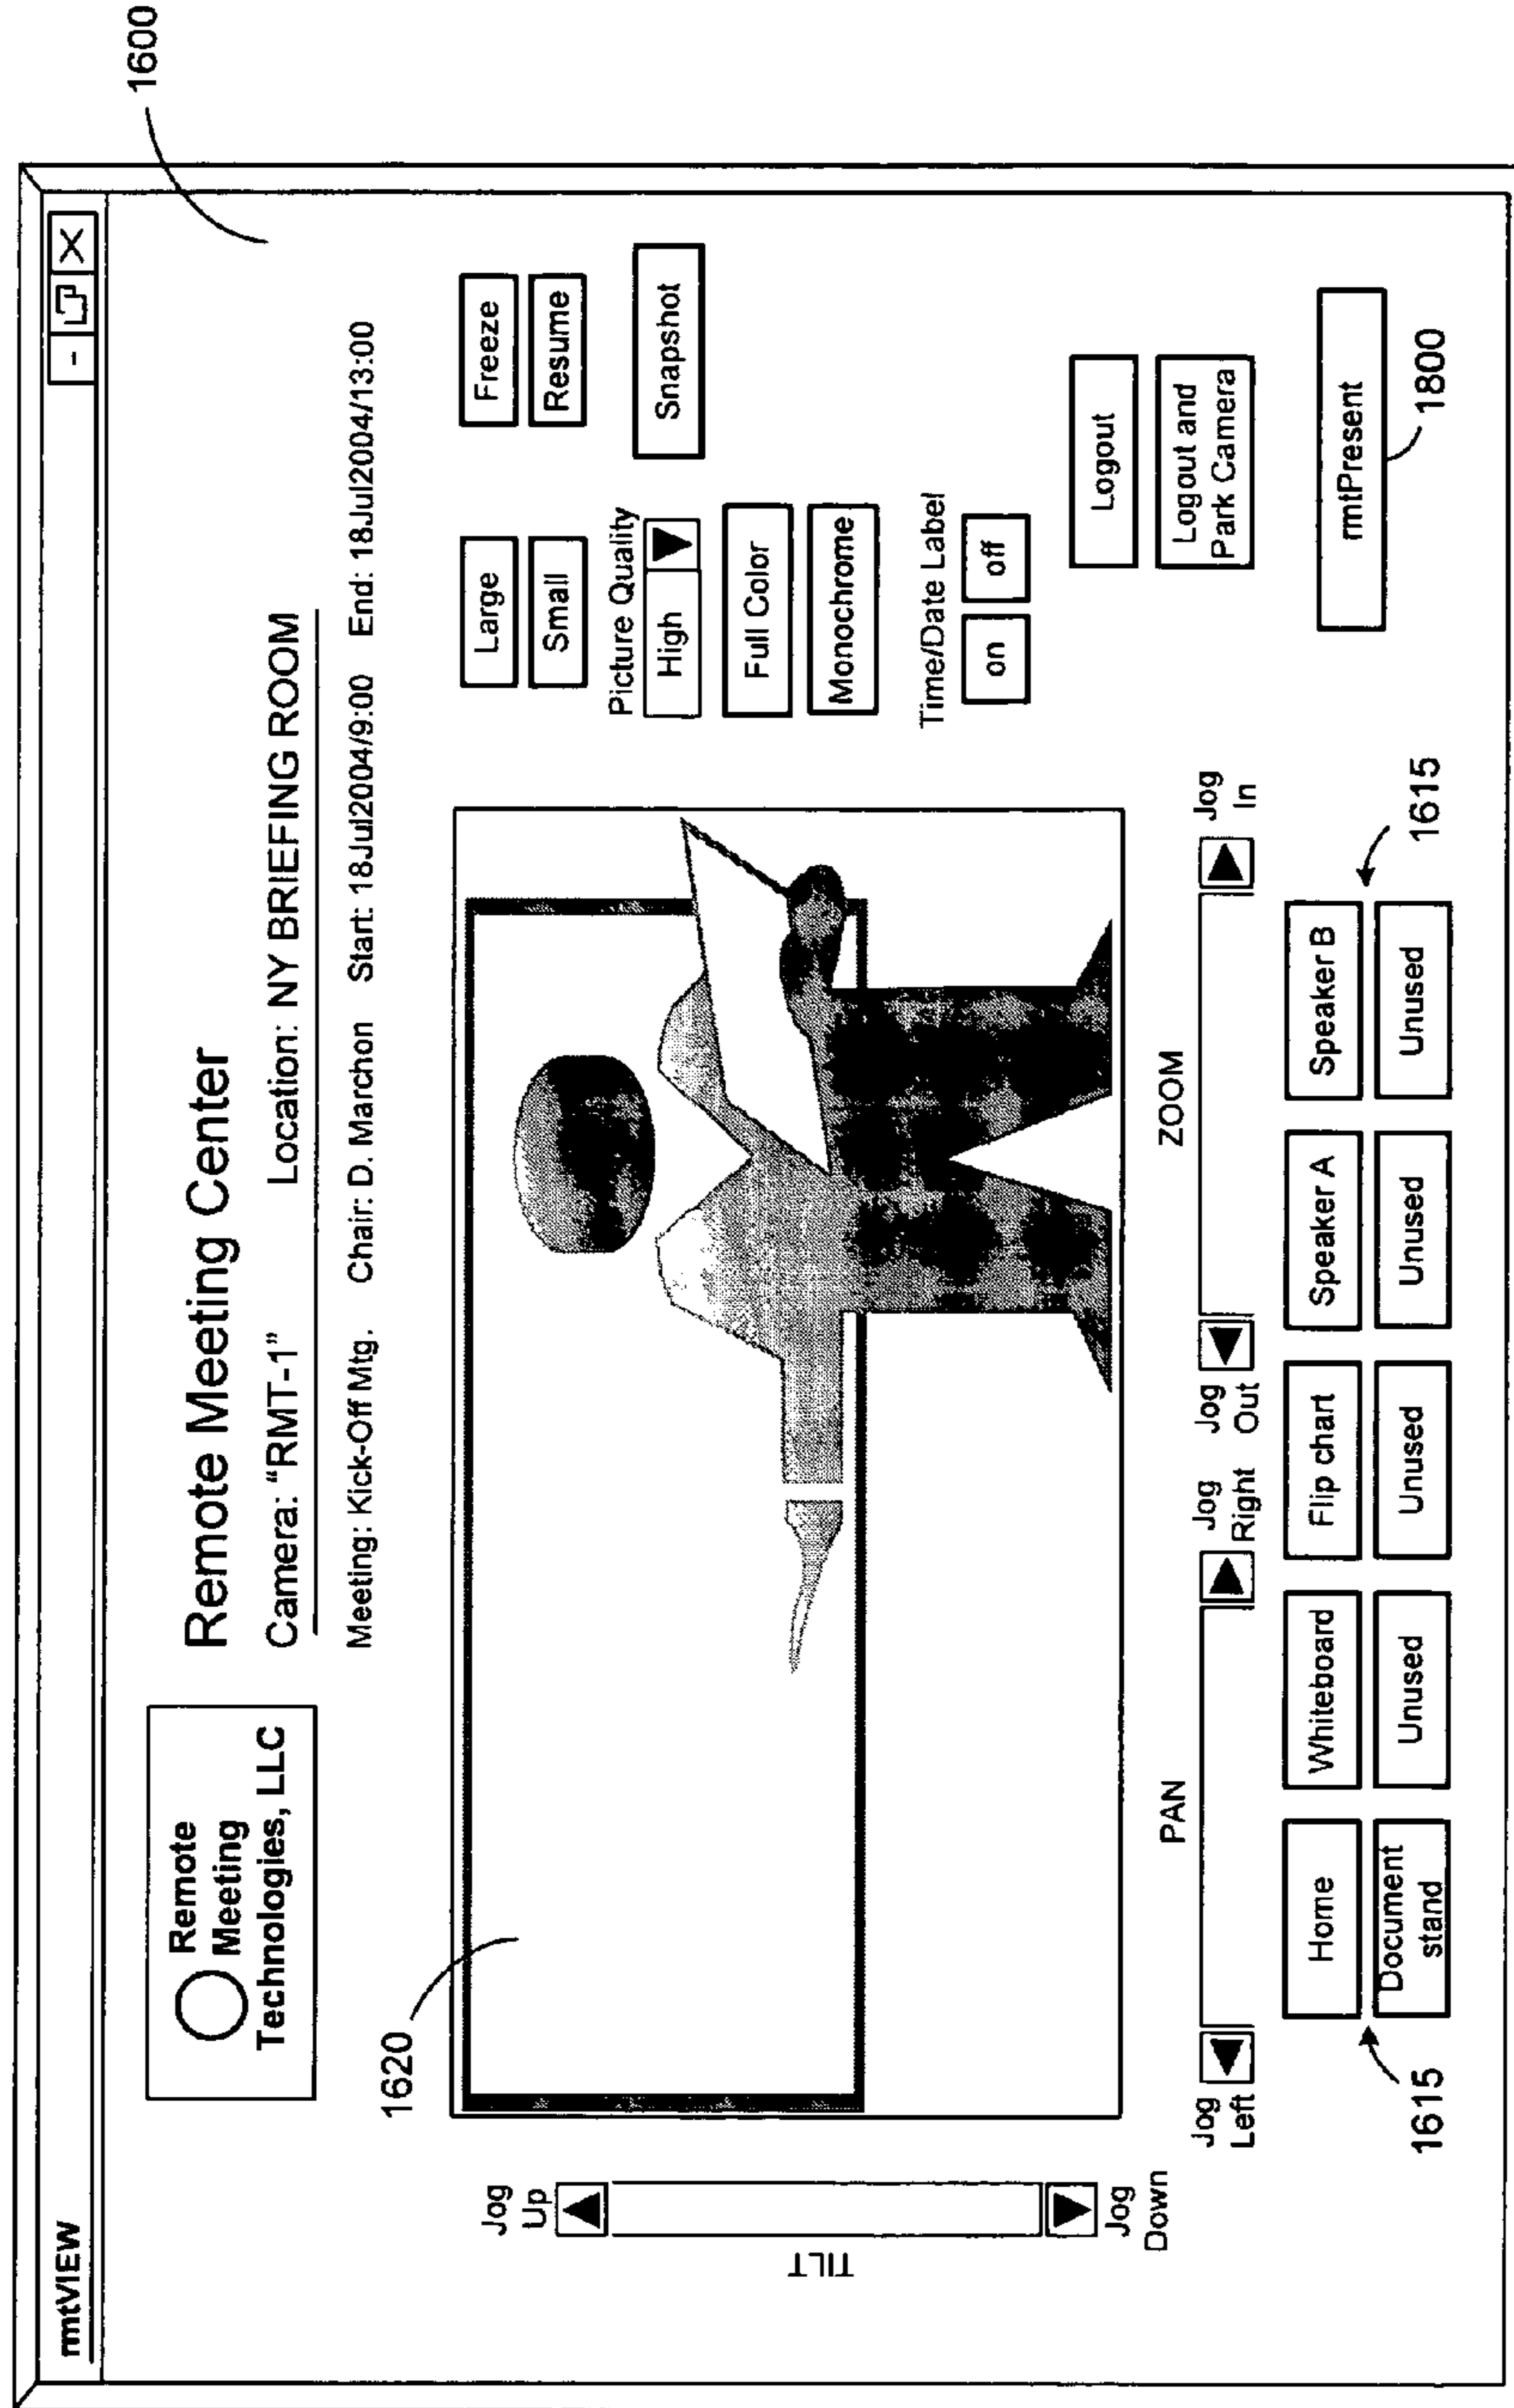 1600
rmtVIEW
-
X
Remote
Meeting
Technologies, LLC
Remote Meeting Center
Camera: "RMT-1" Location: NY BRIEFING ROOM
Meeting: Kick-Off Mtg. Chair: D. Marchon Start: 18Jul2004/9:00 End: 18Jul2004/13:00
1620
Jog
Up
TILT
Jog
Down
Large
Small
Freeze
Resume
Picture Quality
High
Snapshot
Full Color
Monochrome
Time/Date Label
on off
Logout
Logout and
Park Camera
Jog
Left
PAN
Jog
Right
Jog
Out
ZOOM
Jog
In
Home Whiteboard Flip chart Speaker A Speaker B
Document
stand
Unused Unused Unused Unused
1615
1615
rmtPresent
1800